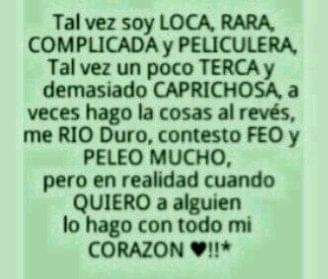 Tal vez soy LOCA, RARA,
COMPLICADA y PELICULERA,
Tal vez un poco TERCA y
demasiado CAPRICHOSA, a
veces hago la cosas al revés,
me RIO Duro, contesto FEO y
PELEO MUCHO,
pero en realidad cuando
QUIERO a alguien
lo hago con todo mi
CORAZON ♥!!*